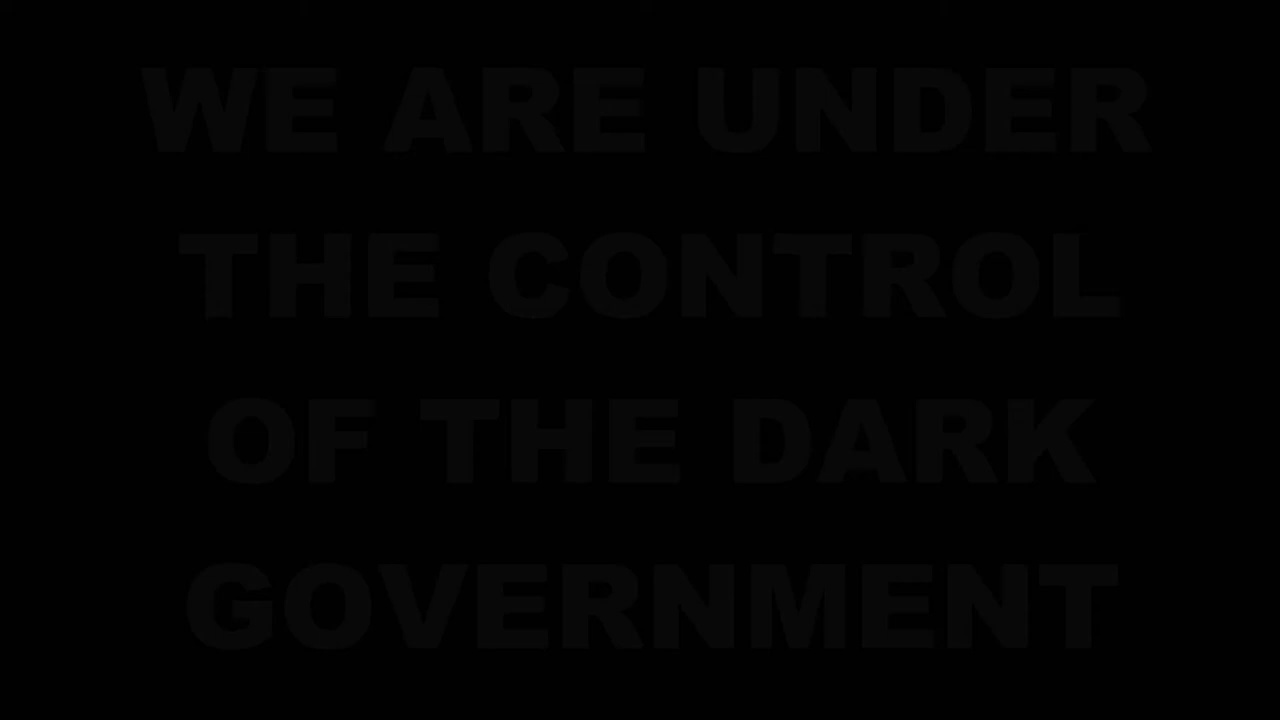 WE ARE UNDER
THE CONTROL
OF THE DARK
GOVERNMENT